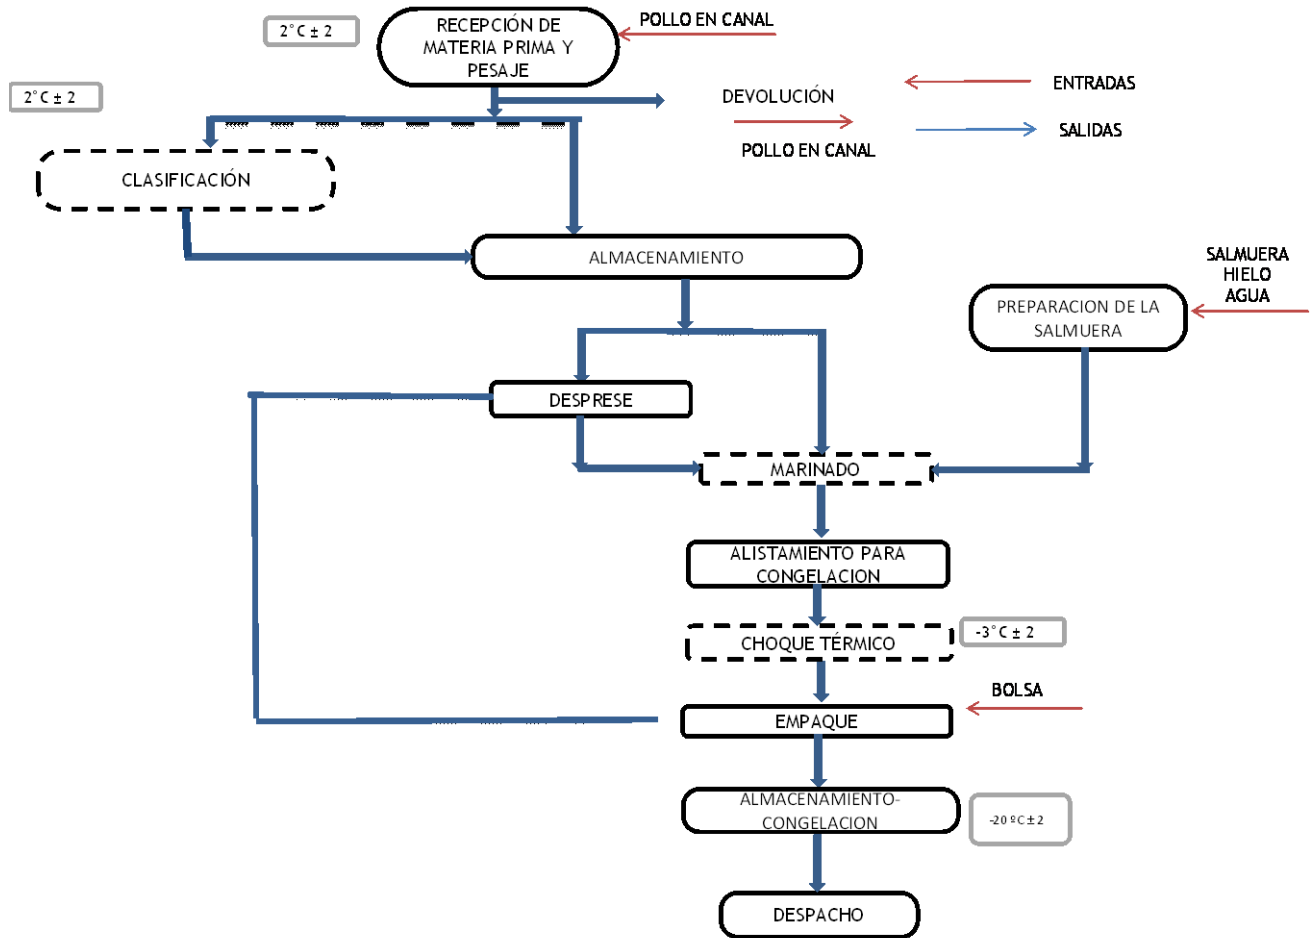 2°C ± 2
RECEPCIÓN DE
MATERIA PRIMA Y
PESAJE
POLLO EN CANAL
2°C ± 2
DEVOLUCIÓN
POLLO EN CANAL
ENTRADAS
SALIDAS
CLASIFICACIÓN
ALMACENAMIENTO
SALMUERA
HIELO
AGUA
PREPARACION DE LA
SALMUERA
DESPRESE
MARINADO
ALISTAMIENTO PARA
CONGELACION
CHOQUE TÉRMICO
-3°C ± 2
BOLSA
EMPAQUE
ALMACENAMIENTO-
CONGELACION
-20 ºC ± 2
DESPACHO